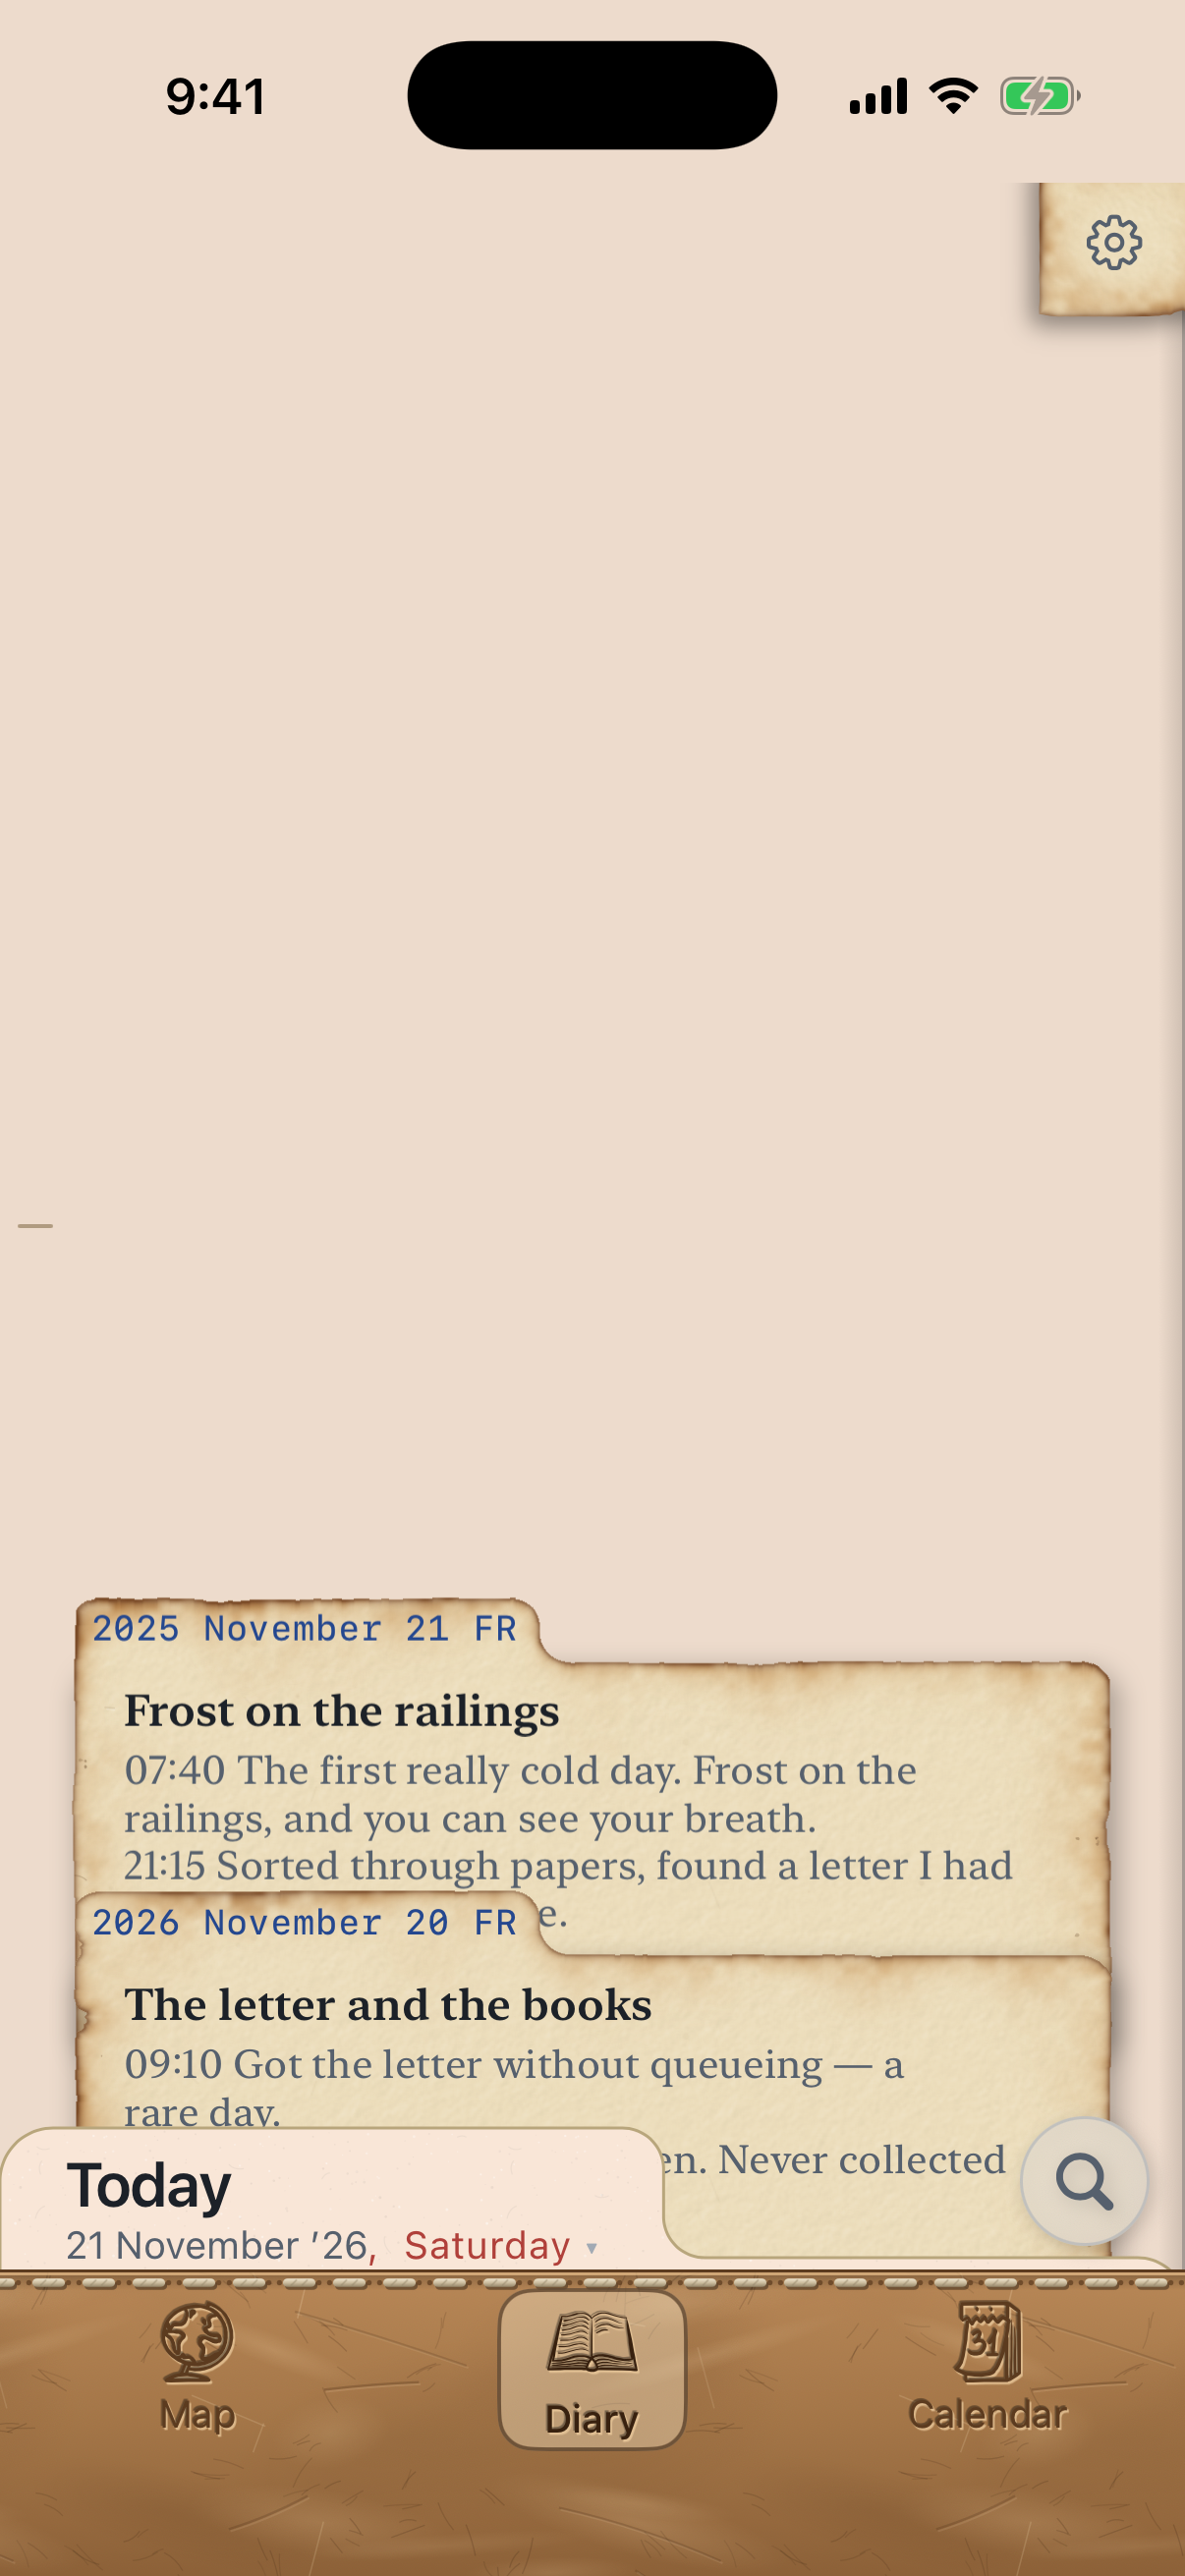 9:41
2025 November 21 FR
Frost on the railings
07:40 The first really cold day. Frost on the
railings, and you can see your breath.
21:15 Sorted through papers, found a letter I had
e.
2026 November 20 FR
The letter and the books
09:10 Got the letter without queueing — a
rare day.
en. Never collected
Today
21 November ’26, Saturday ▾
31
Map
Diary
Calendar